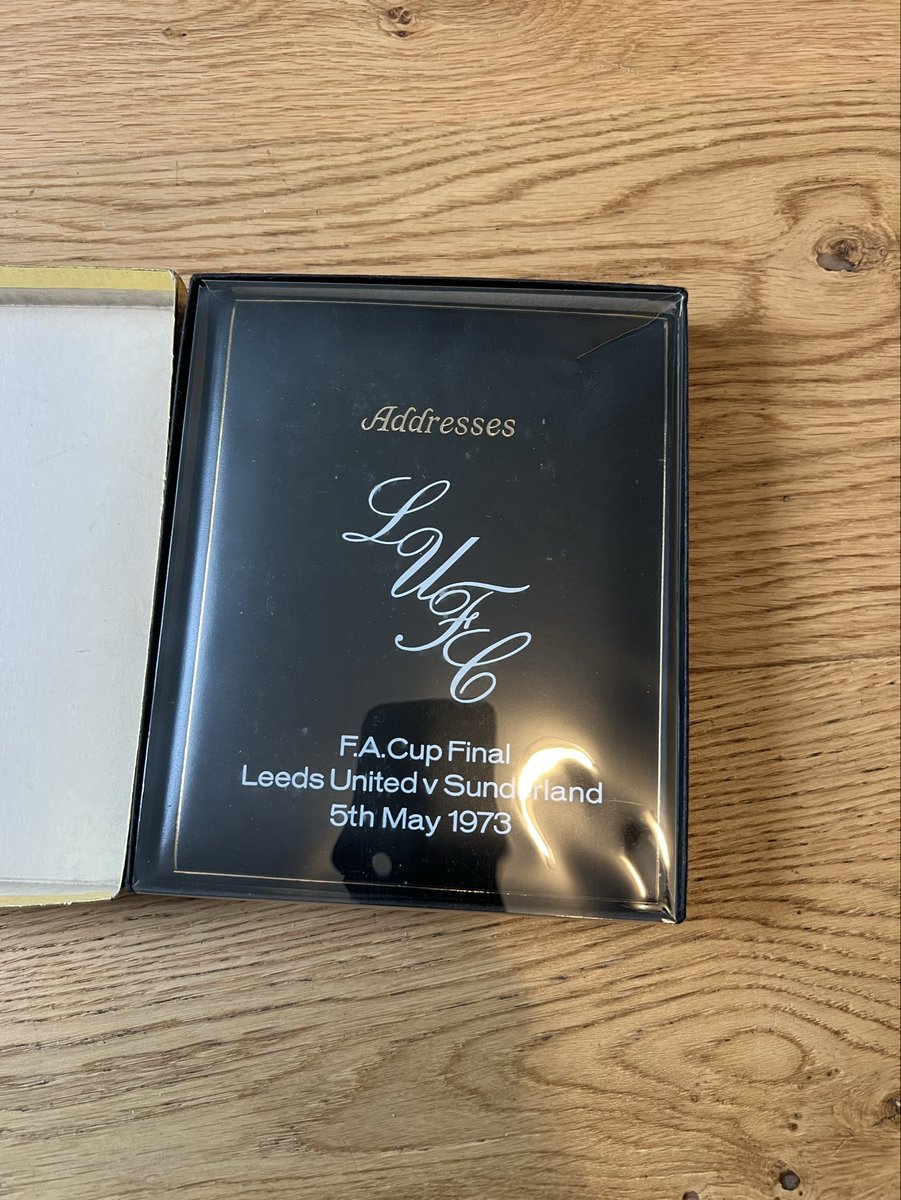 Addresses
LUFC
F.A.Cup Final
Leeds United v Sunderland
5th May 1973